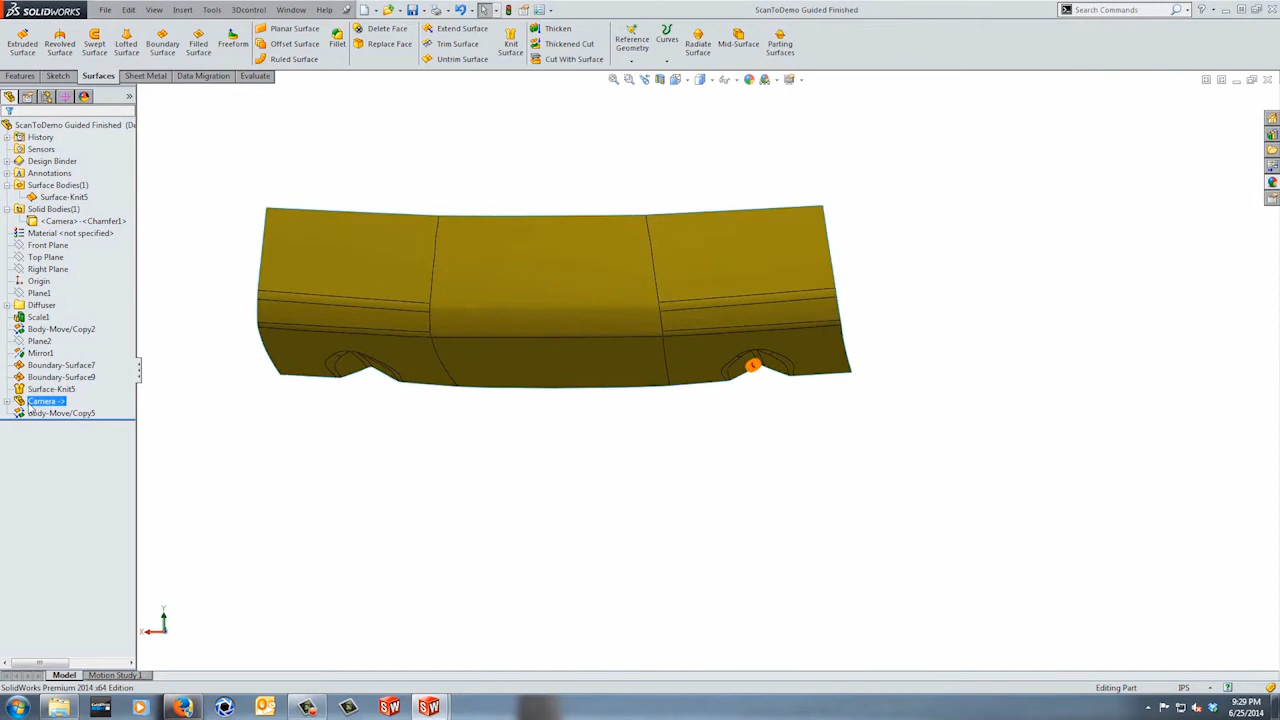 SOLIDWORKS File Edit View Insert Tools 3Dcontrol Window Help ScanToDemo Guided Finished Search Commands
Extruded Surface
Revolved Surface
Swept Surface
Lofted Surface
Boundary Surface
Filled Surface
Freeform
Planar Surface
Offset Surface
Ruled Surface
Fillet
Delete Face
Replace Face
Extend Surface
Trim Surface
Untrim Surface
Knit Surface
Thicken
Thickened Cut
Cut With Surface
Reference Geometry
Curves
Radiate Surface
Mid-Surface
Parting Surfaces
Features Sketch Surfaces Sheet Metal Data Migration Evaluate
ScanToDemo Guided Finished (De
History
Sensors
Design Binder
Annotations
Surface Bodies(1)
Surface-Knit5
Solid Bodies(1)
<Camera>-<Chamfer1>
Material <not specified>
Front Plane
Top Plane
Right Plane
Origin
Plane1
Diffuser
Scale1
Body-Move/Copy2
Plane2
Mirror1
Boundary-Surface7
Boundary-Surface9
Surface-Knit5
Camera ->
Body-Move/Copy5
Y
X
Model Motion Study 1
SolidWorks Premium 2014 x64 Edition Editing Part IPS
9:29 PM
6/25/2014